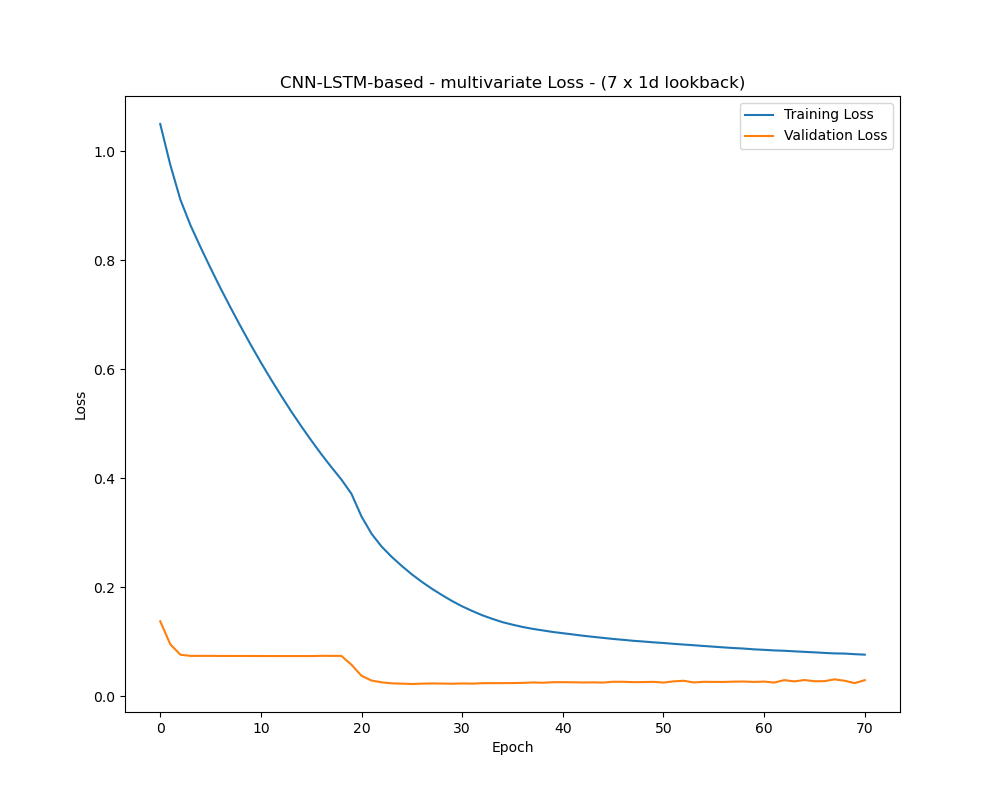 CNN-LSTM-based - multivariate Loss - (7 x 1d lookback)
Training Loss
Validation Loss
1.0
0.8
0.6
0.4
0.2
0.0
Loss
0 10 20 30 40 50 60 70
Epoch